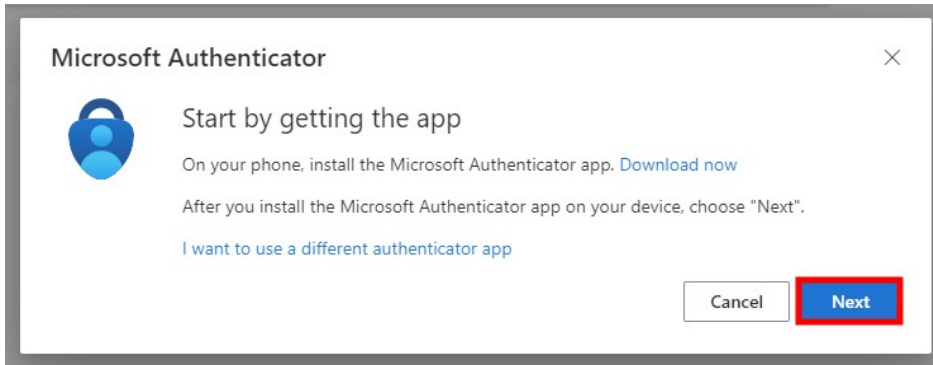 Microsoft Authenticator
Start by getting the app
On your phone, install the Microsoft Authenticator app. Download now
After you install the Microsoft Authenticator app on your device, choose "Next".
I want to use a different authenticator app
Cancel
Next